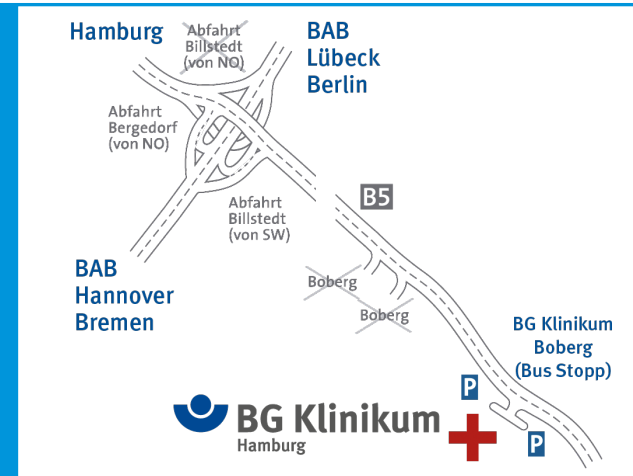 Hamburg
Abfahrt
Billstedt
(von NO)
BAB
Lübeck
Berlin
Abfahrt
Bergedorf
(von NO)
Abfahrt
Billstedt
(von SW)
B5
BAB
Hannover
Bremen
Boberg
Boberg
BG Klinikum
Boberg
(Bus Stopp)
P
BG Klinikum
Hamburg
P